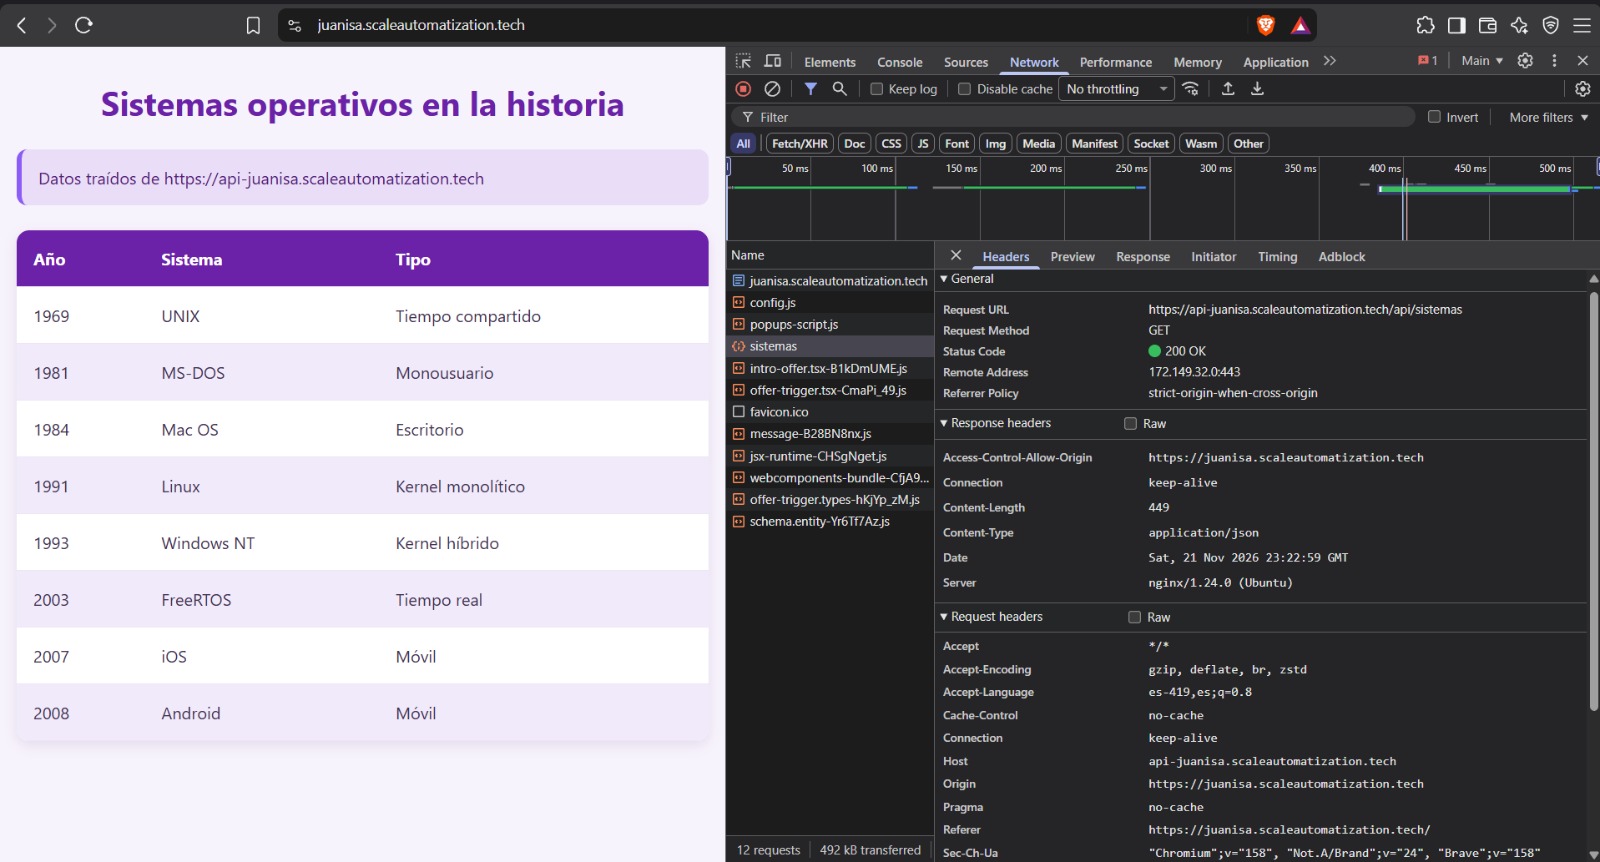 juanisa.scaleautomatization.tech
Sistemas operativos en la historia
Datos traídos de https://api-juanisa.scaleautomatization.tech
Año Sistema Tipo
1969 UNIX Tiempo compartido
1981 MS-DOS Monousuario
1984 Mac OS Escritorio
1991 Linux Kernel monolítico
1993 Windows NT Kernel híbrido
2003 FreeRTOS Tiempo real
2007 iOS Móvil
2008 Android Móvil
Elements Console Sources Network Performance Memory Application 1 Main
Keep log Disable cache No throttling
Filter Invert More filters
All Fetch/XHR Doc CSS JS Font Img Media Manifest Socket Wasm Other
50 ms 100 ms 150 ms 200 ms 250 ms 300 ms 350 ms 400 ms 450 ms 500 ms
Name
juanisa.scaleautomatization.tech
config.js
popups-script.js
sistemas
intro-offer.tsx-B1kDmUME.js
offer-trigger.tsx-CmaPi_49.js
favicon.ico
message-B28BN8nx.js
jsx-runtime-CHSgNget.js
webcomponents-bundle-CfjA9...
offer-trigger.types-hKjYp_zM.js
schema.entity-Yr6Tf7Az.js
12 requests 492 kB transferred
Headers Preview Response Initiator Timing Adblock
General
Request URL https://api-juanisa.scaleautomatization.tech/api/sistemas
Request Method GET
Status Code 200 OK
Remote Address 172.149.32.0:443
Referrer Policy strict-origin-when-cross-origin
Response headers Raw
Access-Control-Allow-Origin https://juanisa.scaleautomatization.tech
Connection keep-alive
Content-Length 449
Content-Type application/json
Date Sat, 21 Nov 2026 23:22:59 GMT
Server nginx/1.24.0 (Ubuntu)
Request headers Raw
Accept */*
Accept-Encoding gzip, deflate, br, zstd
Accept-Language es-419,es;q=0.8
Cache-Control no-cache
Connection keep-alive
Host api-juanisa.scaleautomatization.tech
Origin https://juanisa.scaleautomatization.tech
Pragma no-cache
Referer https://juanisa.scaleautomatization.tech/
Sec-Ch-Ua "Chromium";v="158", "Not.A/Brand";v="24", "Brave";v="158"